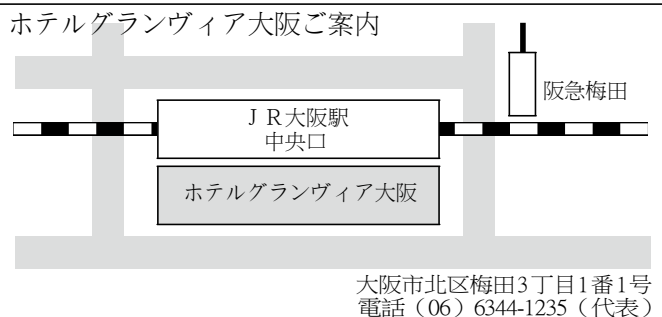 ホテルグランヴィア大阪ご案内
阪急梅田
ＪＲ大阪駅
中央口
ホテルグランヴィア大阪
大阪市北区梅田3丁目1番1号
電話（06）6344-1235（代表）